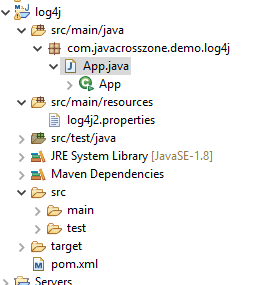 log4j
src/main/java
com.javacrosszone.demo.log4j
App.java
App
src/main/resources
log4j2.properties
src/test/java
JRE System Library [JavaSE-1.8]
Maven Dependencies
src
main
test
target
pom.xml
Servers